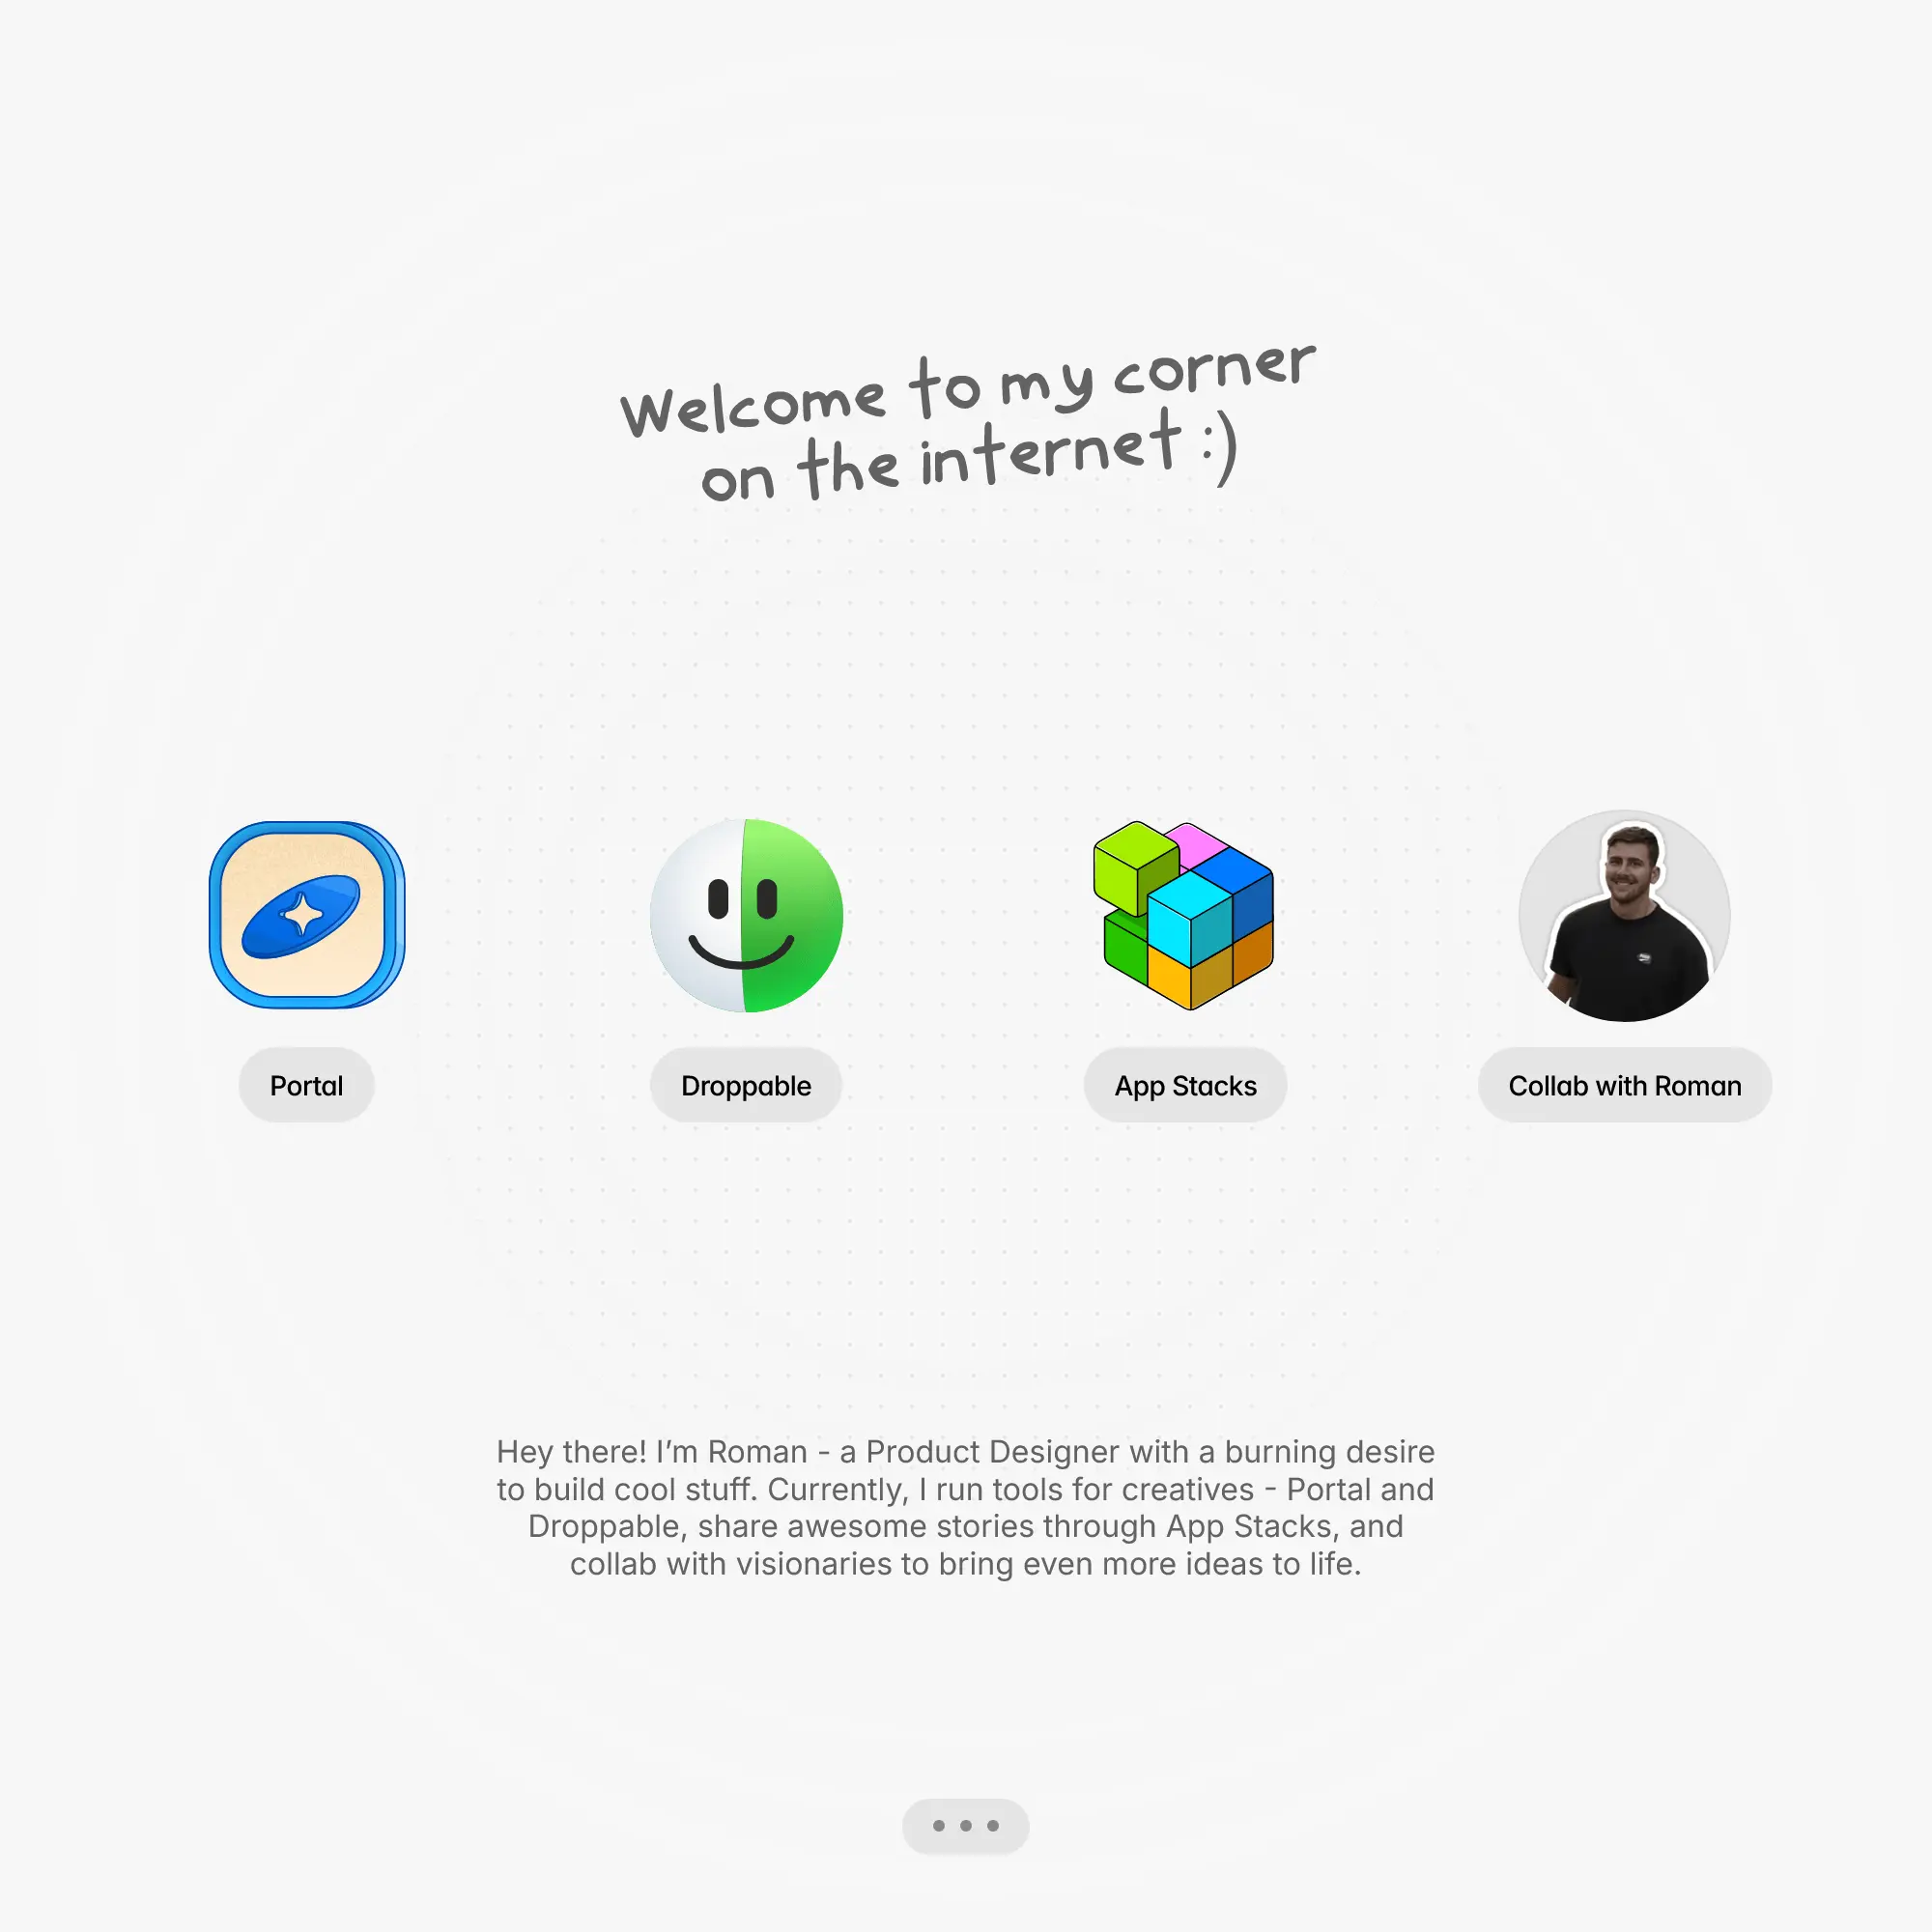 Welcome to my corner
on the internet :)
Portal
Droppable
App Stacks
Collab with Roman
Hey there! I’m Roman - a Product Designer with a burning desire
to build cool stuff. Currently, I run tools for creatives - Portal and
Droppable, share awesome stories through App Stacks, and
collab with visionaries to bring even more ideas to life.